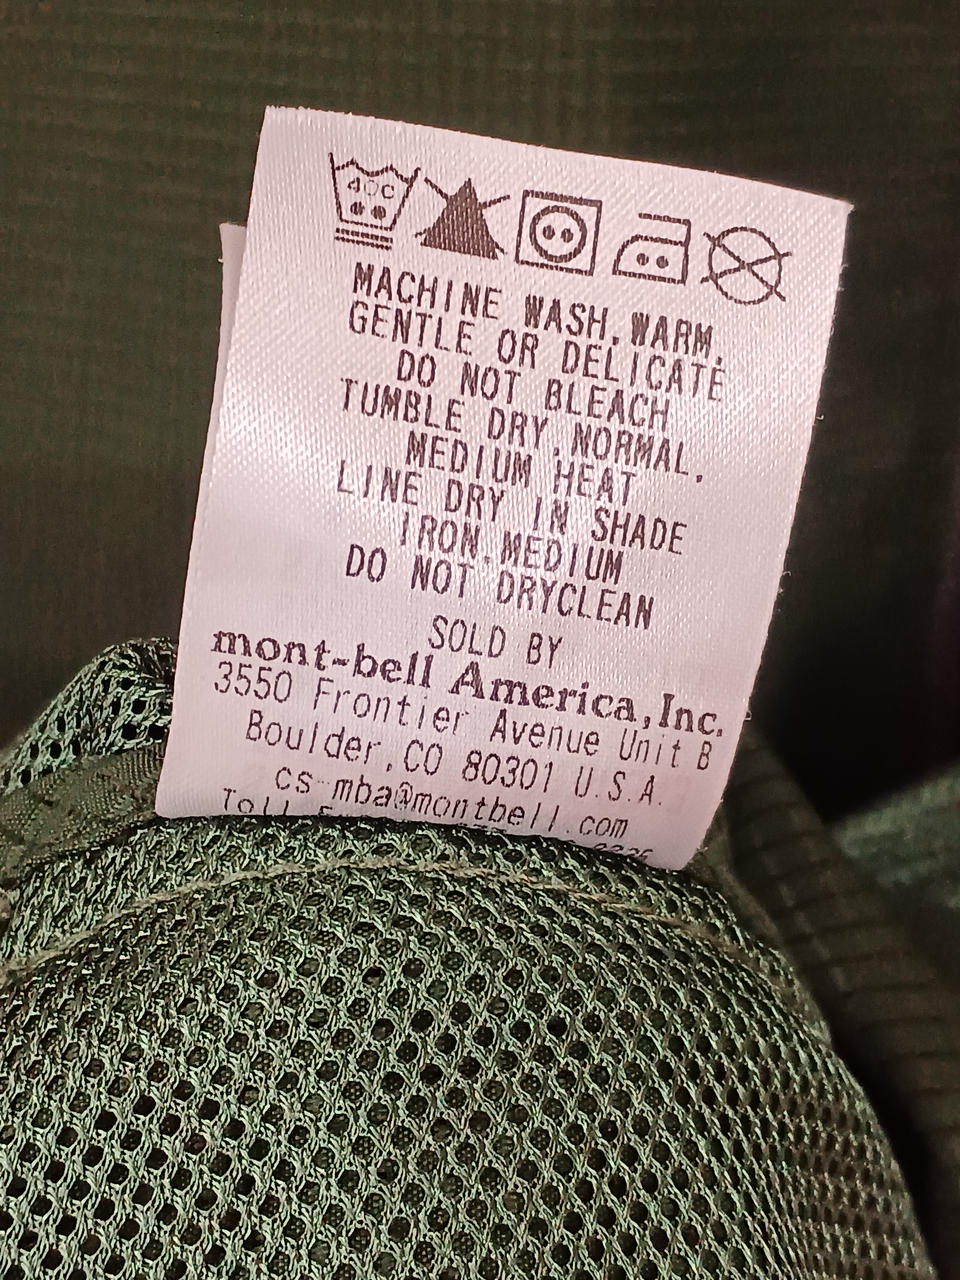 40C
MACHINE WASH,WARM,
GENTLE OR DELICATE
DO NOT BLEACH
TUMBLE DRY,NORMAL,
MEDIUM HEAT
LINE DRY IN SHADE
IRON,MEDIUM
DO NOT DRYCLEAN
SOLD BY
mont-bell America,Inc.
3550 Frontier Avenue Unit B
Boulder,CO 80301 U.S.A.
cs-mba@montbell.com
Toll